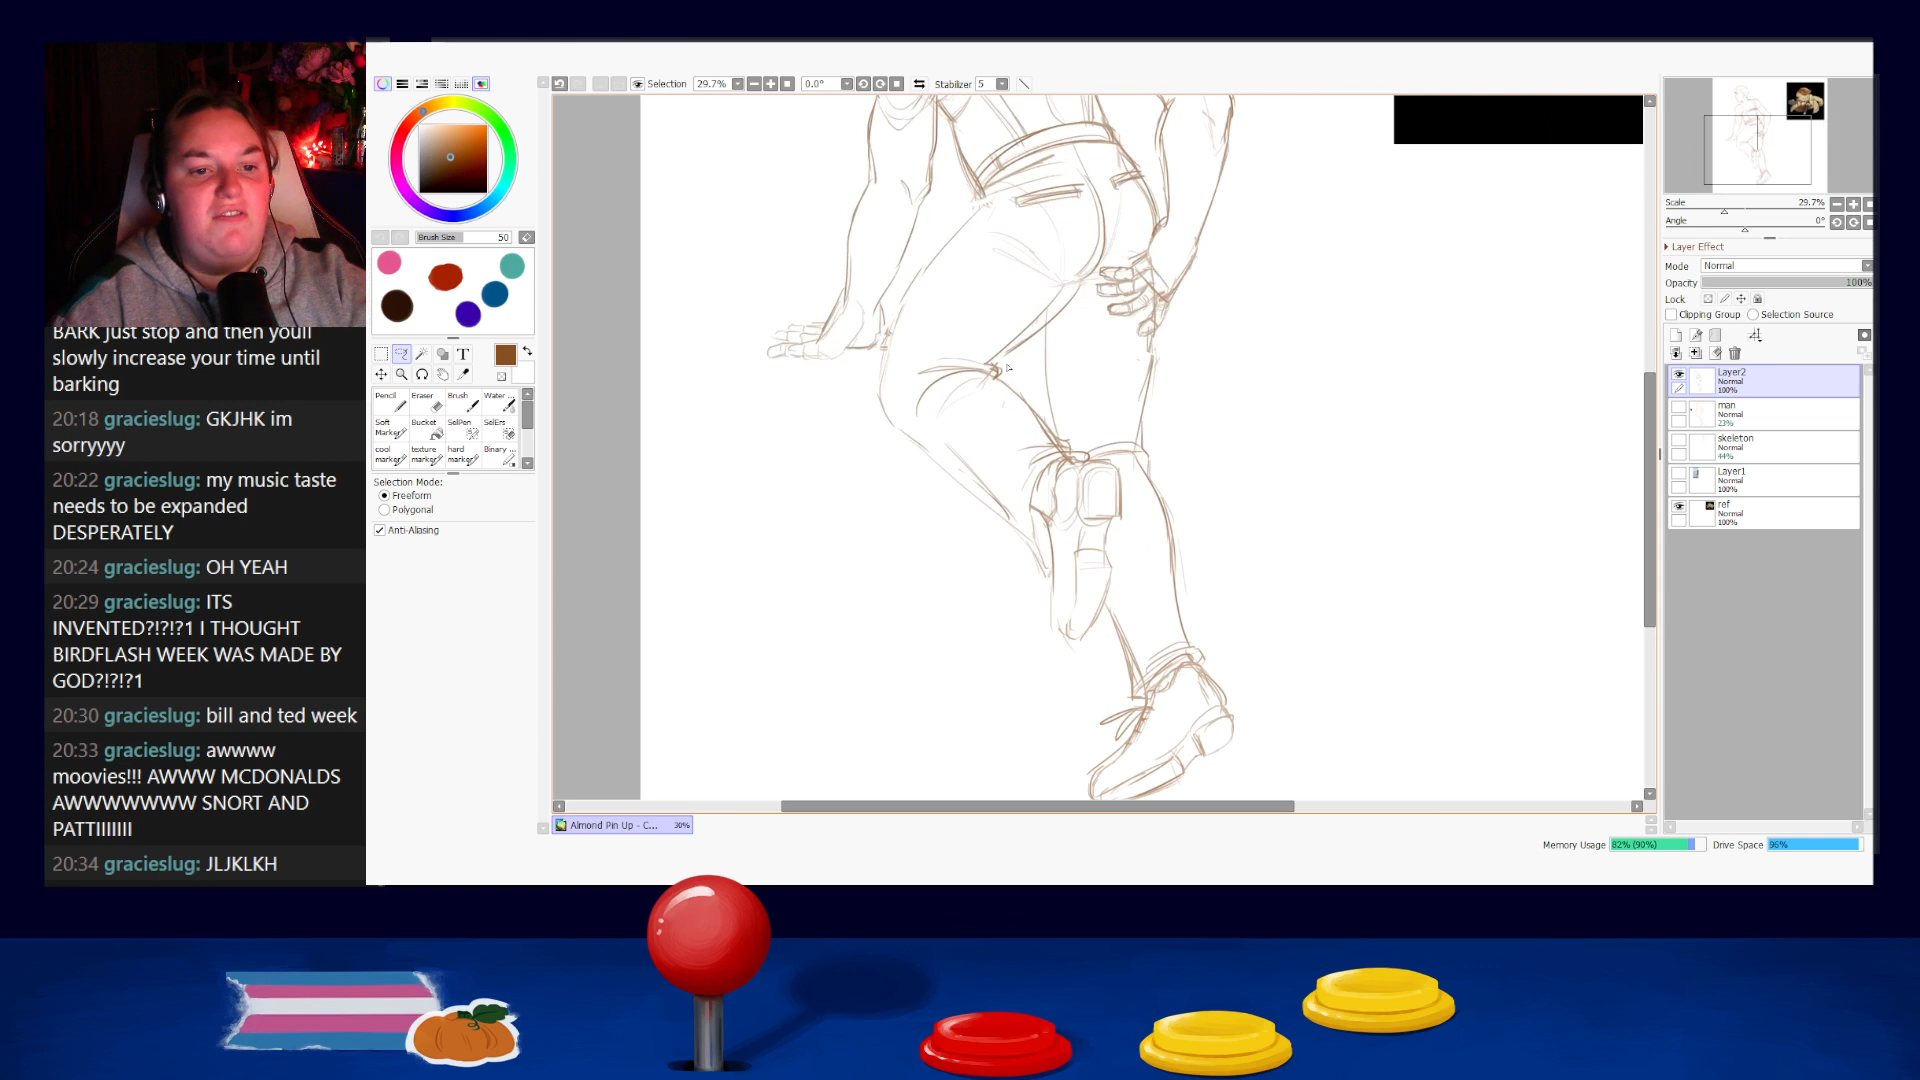 BARK just stop and then youll
slowly increase your time until
barking
20:18 gracieslug: GKJHK im
sorryyyy
20:22 gracieslug: my music taste
needs to be expanded
DESPERATELY
20:24 gracieslug: OH YEAH
20:29 gracieslug: ITS
INVENTED?!?!?1 I THOUGHT
BIRDFLASH WEEK WAS MADE BY
GOD?!?!?1
20:30 gracieslug: bill and ted week
20:33 gracieslug: awwww
moovies!!! AWWW MCDONALDS
AWWWWWWW SNORT AND
PATTIIIIIII
20:34 gracieslug: JLJKLKH
Selection 29.7% 0.0° Stabilizer 5
Brush Size 50
T
Pencil Eraser Brush Water ...
Soft Marker Bucket SelPen SelErs
cool marker texture marker hard marker Binary ...
Selection Mode:
Freeform
Polygonal
Anti-Aliasing
Almond Pin Up - C... 30%
Scale 29.7%
Angle 0°
Layer Effect
Mode Normal
Opacity 100%
Lock
Clipping Group Selection Source
Layer2
Normal
100%
man
Normal
23%
skeleton
Normal
44%
Layer1
Normal
100%
ref
Normal
100%
Memory Usage 82% (90%) Drive Space 96%